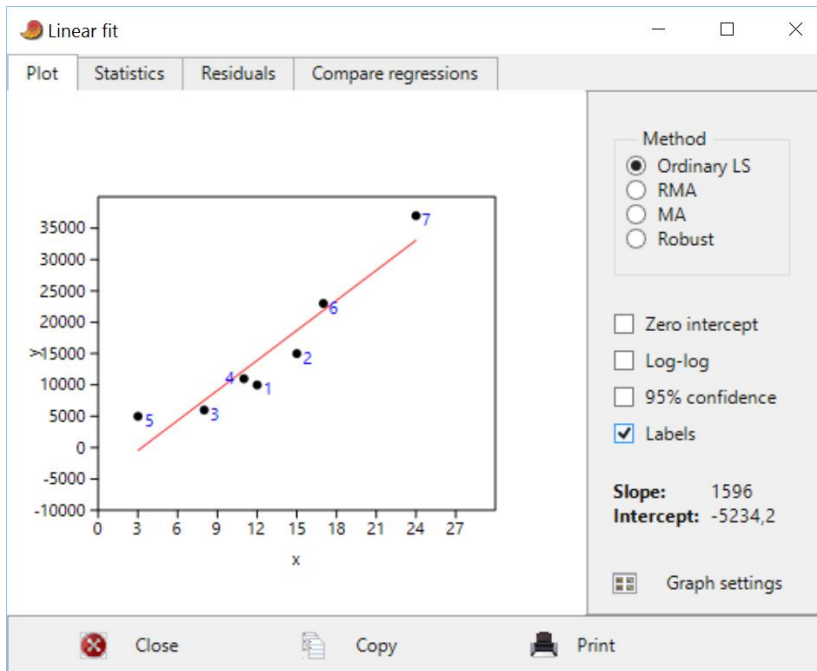 Linear fit
Plot Statistics Residuals Compare regressions
Method
Ordinary LS
RMA
MA
Robust
Zero intercept
Log-log
95% confidence
Labels
Slope: 1596
Intercept: -5234,2
Graph settings
35000
30000
25000
20000
15000
10000
5000
0
-5000
-10000
y
7
6
2
4
1
3
5
0 3 6 9 12 15 18 21 24 27
x
Close Copy Print